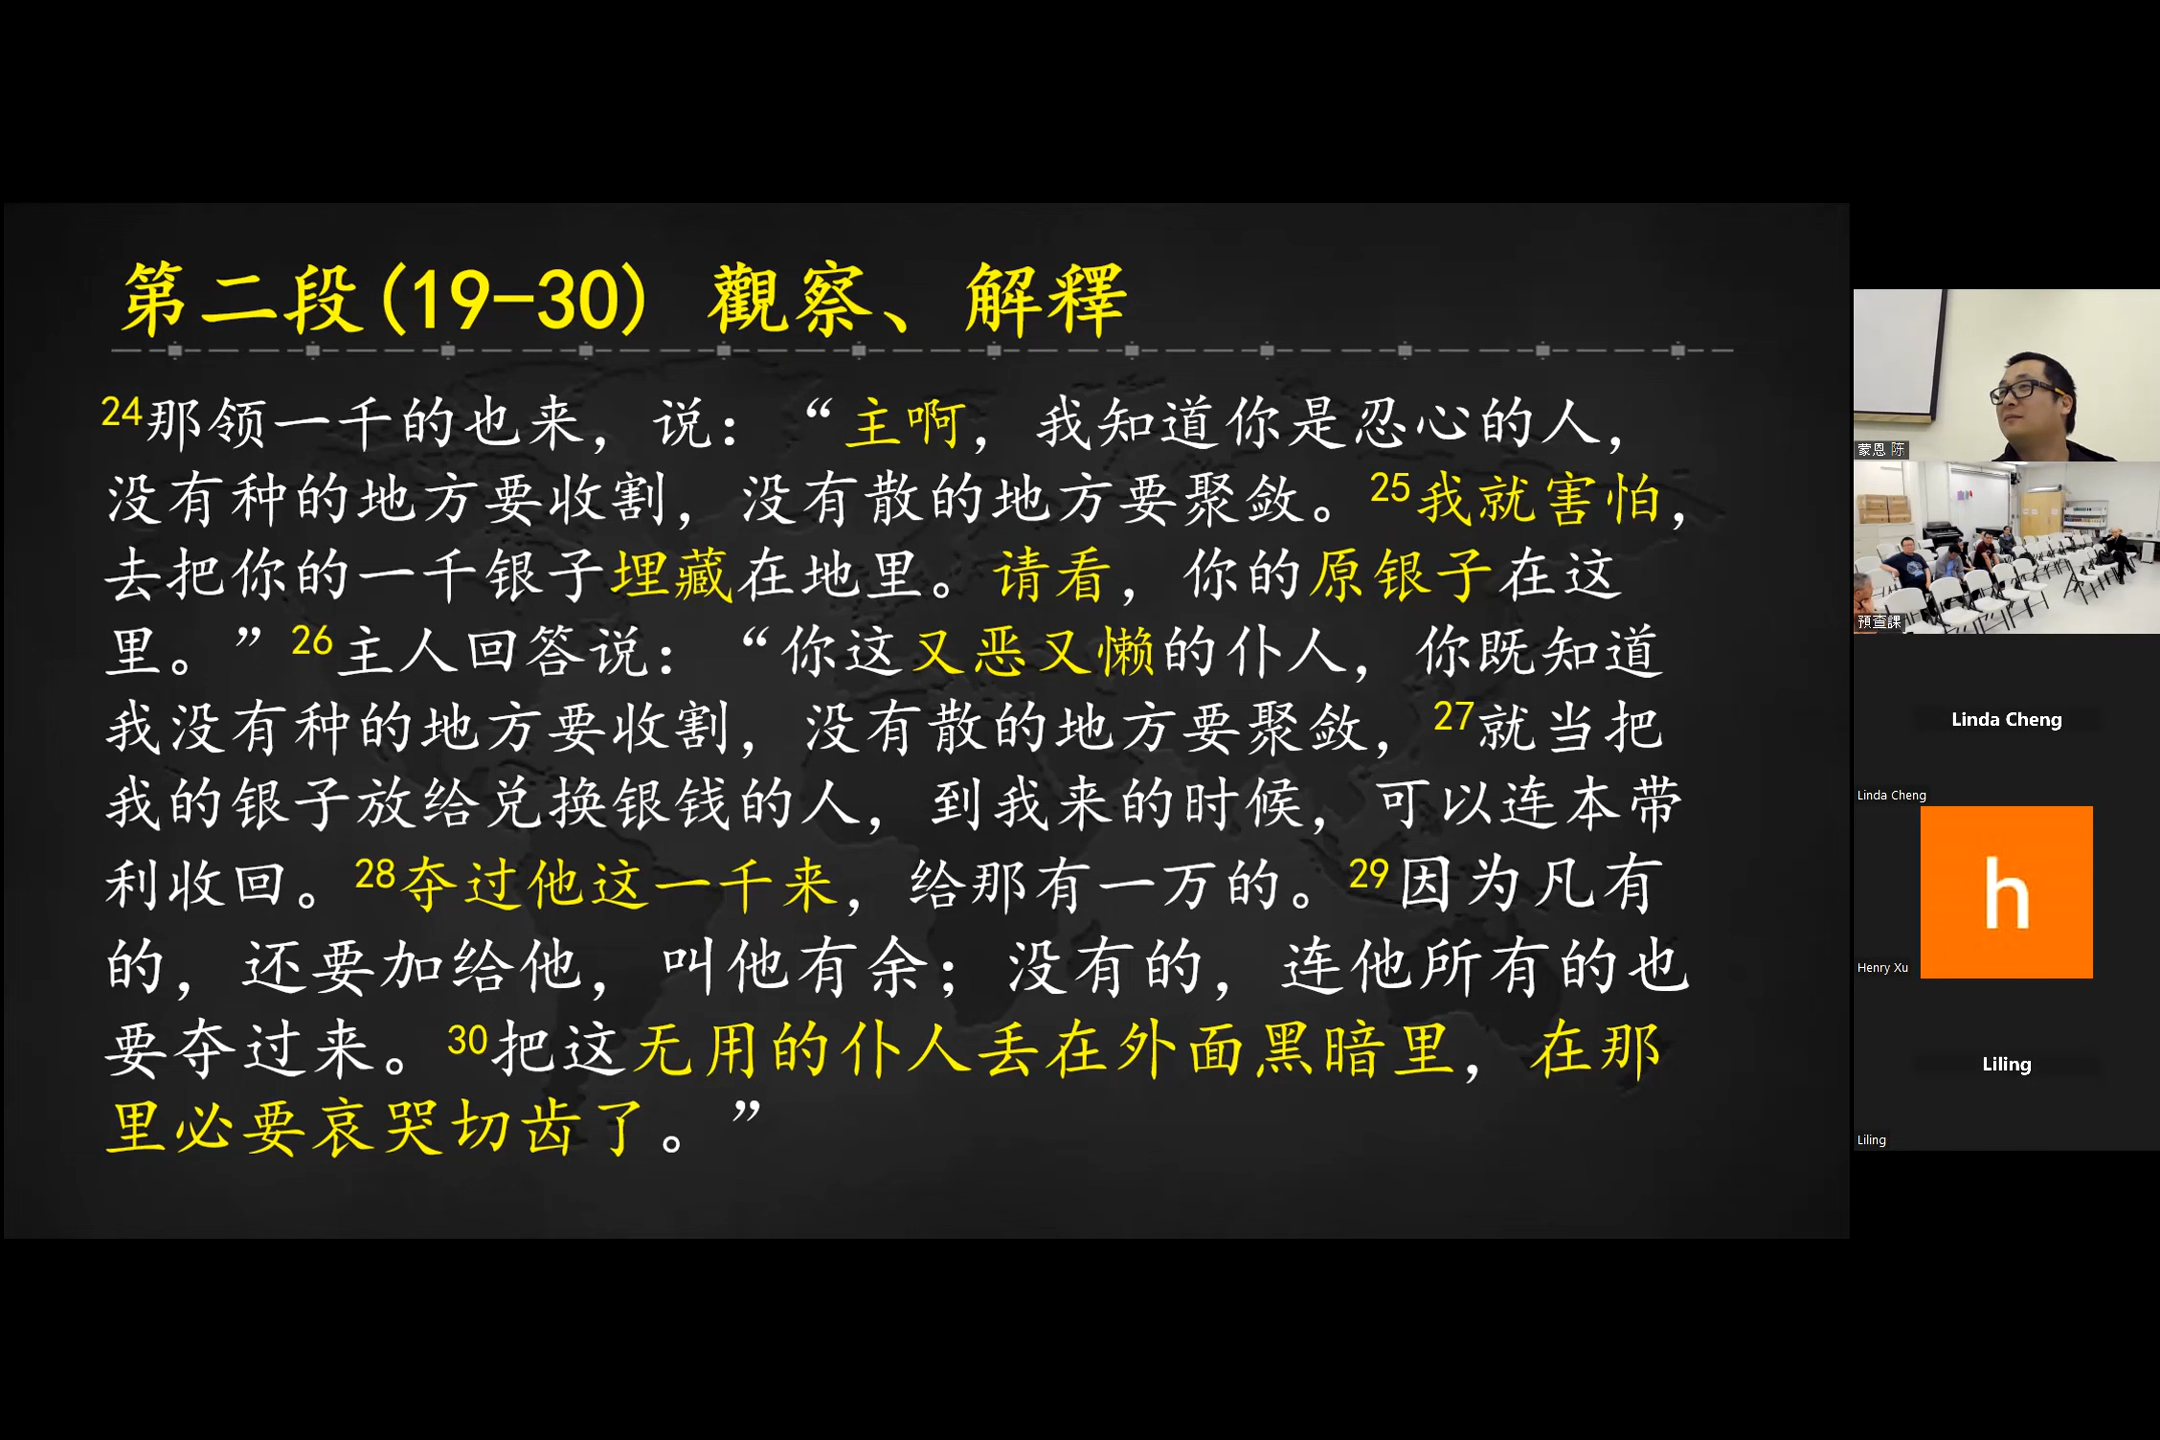 第二段(19-30) 觀察、解釋
24那领一千的也来，说：“主啊，我知道你是忍心的人，
没有种的地方要收割，没有散的地方要聚敛。25我就害怕，
去把你的一千银子埋藏在地里。请看，你的原银子在这
里。”26主人回答说：“你这又恶又懒的仆人，你既知道
我没有种的地方要收割，没有散的地方要聚敛，27就当把
我的银子放给兑换银钱的人，到我来的时候，可以连本带
利收回。28夺过他这一千来，给那有一万的。29因为凡有
的，还要加给他，叫他有余；没有的，连他所有的也
要夺过来。30把这无用的仆人丢在外面黑暗里，在那
里必要哀哭切齿了。”
蒙恩 陈
預查課
Linda Cheng
Linda Cheng
h
Henry Xu
Liling
Liling